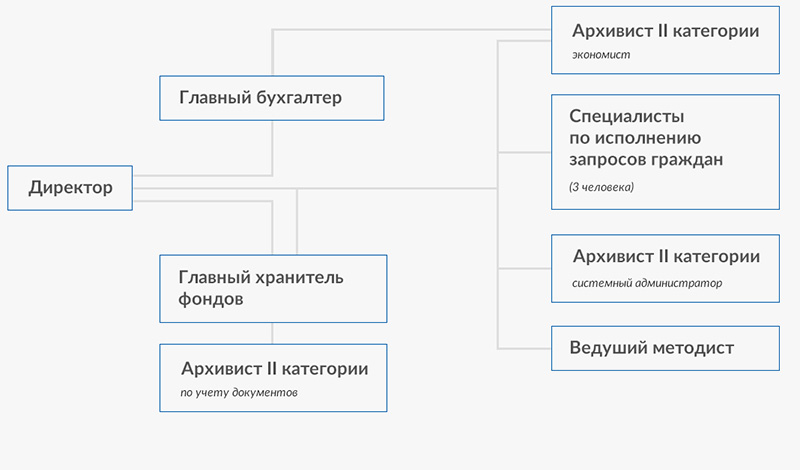 Архивист II категории
экономист
Главный бухгалтер
Специалисты
по исполнению
запросов граждан
(3 человека)
Директор
Архивист II категории
системный администратор
Главный хранитель
фондов
Ведуший методист
Архивист II категории
по учету документов